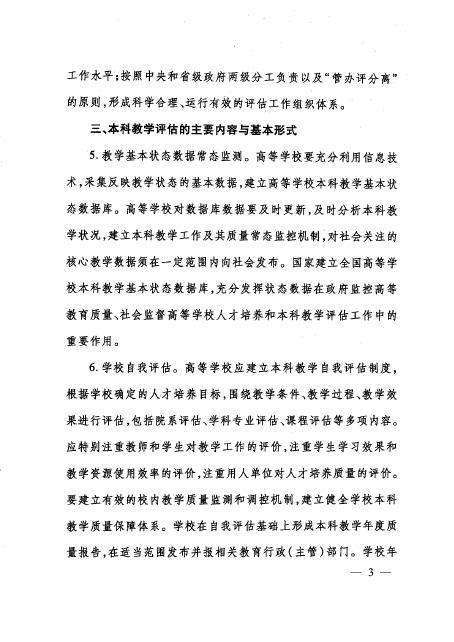 工作水平;按照中央和省级政府两级分工负责以及“管办评分离”
的原则,形成科学合理、运行有效的评估工作组织体系。
三、本科教学评估的主要内容与基本形式
5. 教学基本状态数据常态监测。高等学校要充分利用信息技
术,采集反映教学状态的基本数据,建立高等学校本科教学基本状
态数据库。高等学校对数据库数据要及时更新,及时分析本科教
学状况,建立本科教学工作及其质量常态监控机制,对社会关注的
核心教学数据须在一定范围内向社会发布。国家建立全国高等学
校本科教学基本状态数据库,充分发挥状态数据在政府监控高等
教育质量、社会监督高等学校人才培养和本科教学评估工作中的
重要作用。
6. 学校自我评估。高等学校应建立本科教学自我评估制度,
根据学校确定的人才培养目标,围绕教学条件、教学过程、教学效
果进行评估,包括院系评估、学科专业评估、课程评估等多项内容。
应特别注重教师和学生对教学工作的评价,注重学生学习效果和
教学资源使用效率的评价,注重用人单位对人才培养质量的评价。
要建立有效的校内教学质量监测和调控机制,建立健全学校本科
教学质量保障体系。学校在自我评估基础上形成本科教学年度质
量报告,在适当范围发布并报相关教育行政(主管)部门。学校年
— 3 —